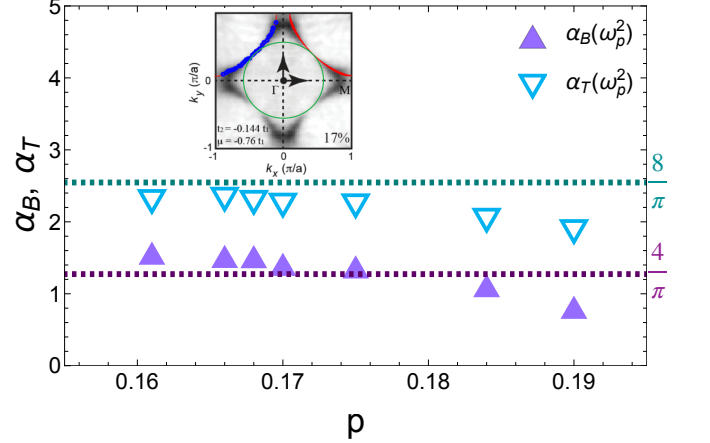 5
4
3
2
1
0
α_B, α_T
α_B(ω_p^2)
α_T(ω_p^2)
8/π
4/π
1
0
-1
k_y (π/a)
Γ
M
t₂ = -0.144 t₁
μ = -0.76 t₁
17%
-1 0 1
k_x (π/a)
0.16 0.17 0.18 0.19
p